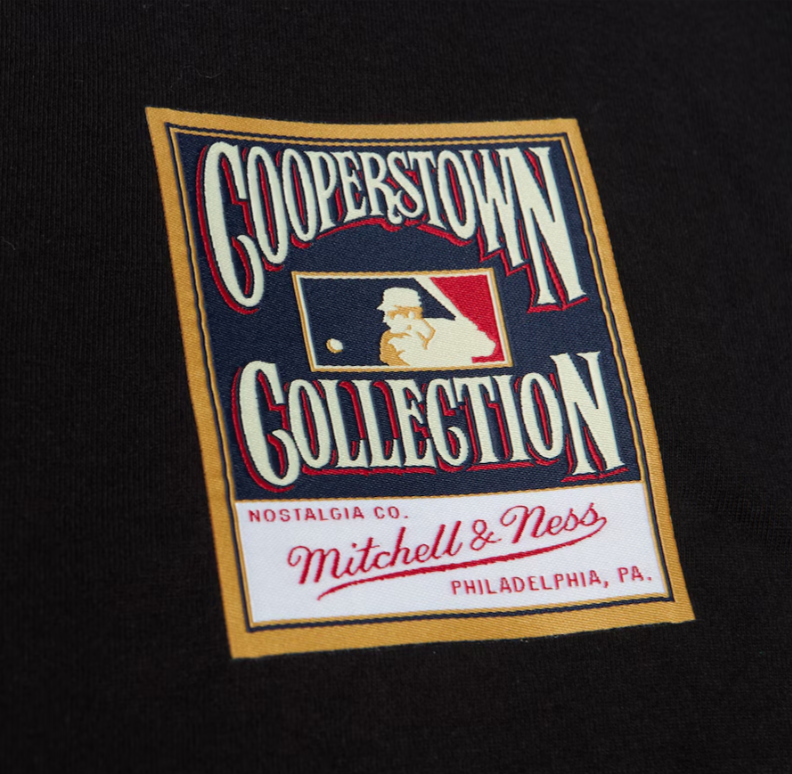 COOPERSTOWN
COLLECTION
NOSTALGIA CO.
Mitchell & Ness
PHILADELPHIA, PA.